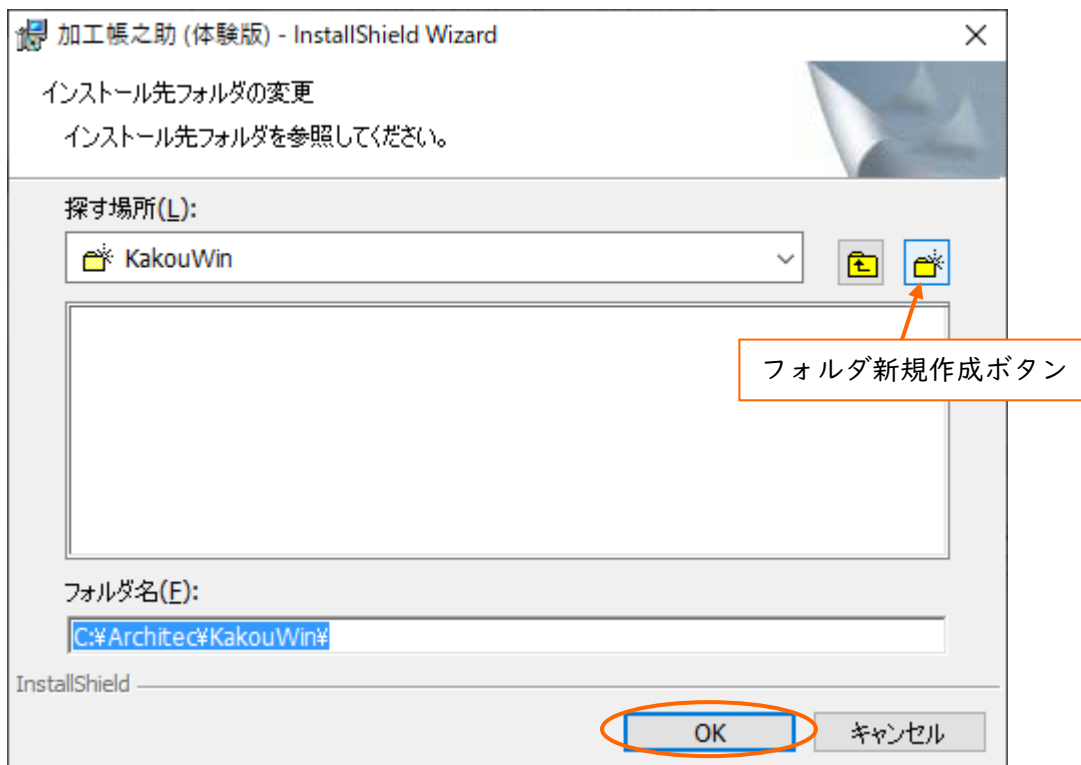 加工帳之助 (体験版) - InstallShield Wizard
インストール先フォルダの変更
インストール先フォルダを参照してください。
探す場所(L):
KakouWin
フォルダ新規作成ボタン
フォルダ名(F):
C:¥Architec¥KakouWin¥
InstallShield
OK キャンセル